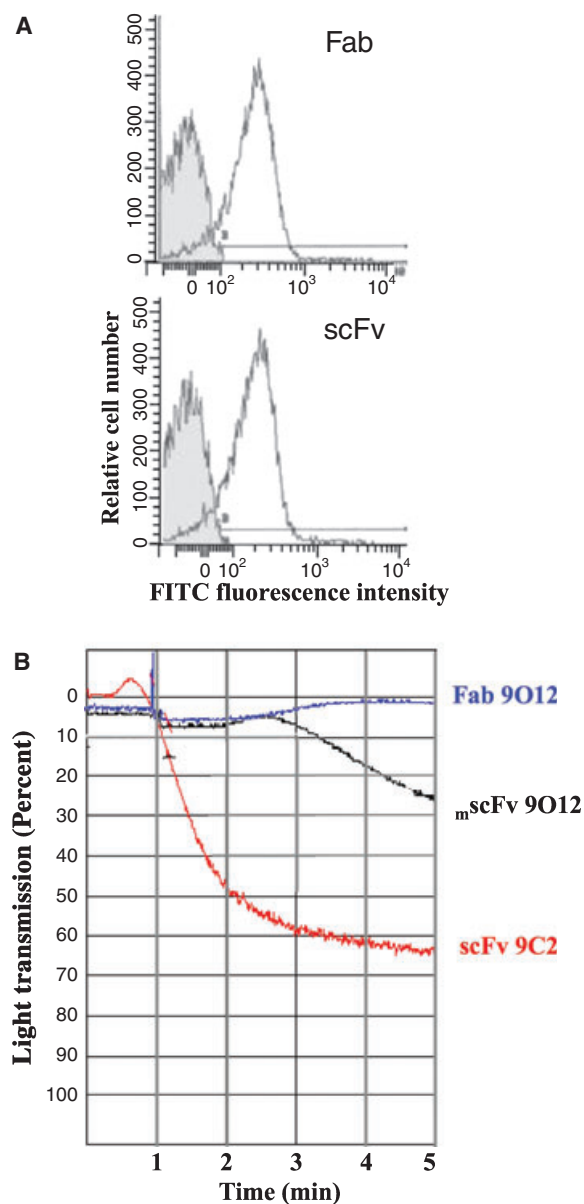 A
Fab
500
400
300
200
100
0
0 10² 10³ 10⁴
scFv
500
400
300
200
100
0
0 10² 10³ 10⁴
Relative cell number
FITC fluorescence intensity
B
0
10
20
30
40
50
60
70
80
90
100
Light transmission (Percent)
Fab 9O12
mscFv 9O12
scFv 9C2
1 2 3 4 5
Time (min)